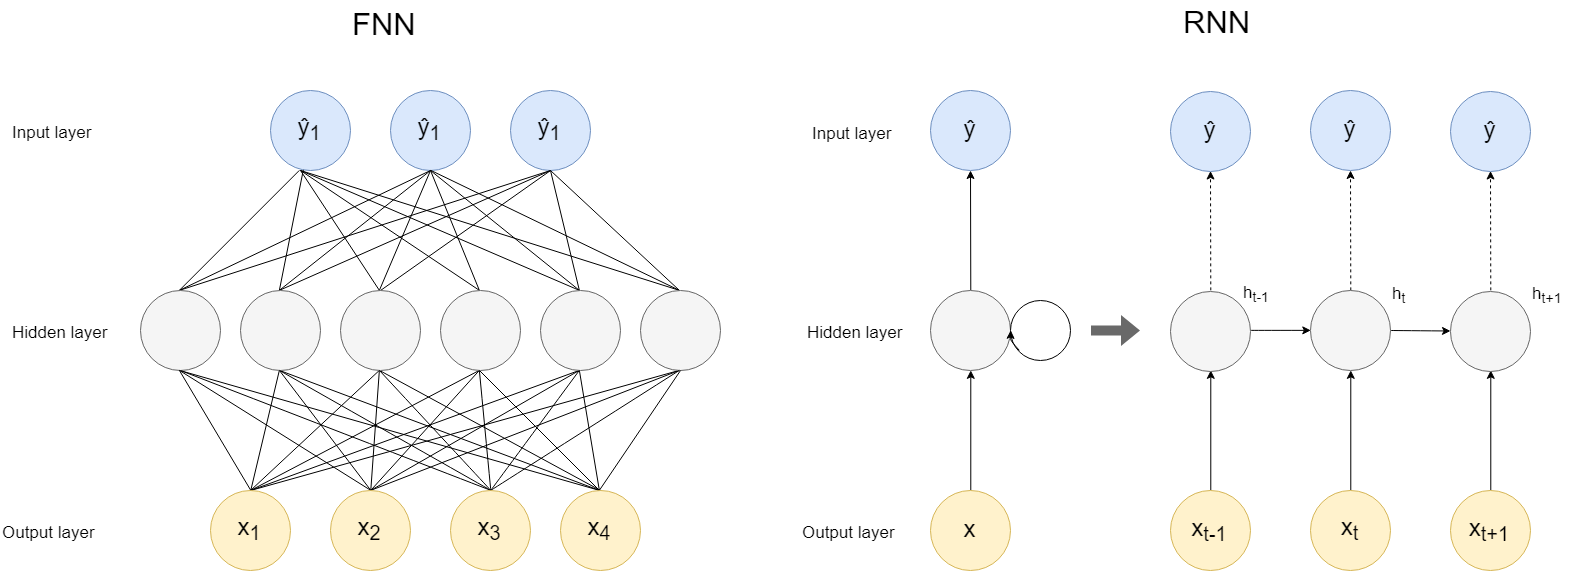 FNN
Input layer
ŷ1 ŷ1 ŷ1
Hidden layer
Output layer
x1 x2 x3 x4
RNN
Input layer
ŷ ŷ ŷ ŷ
ht-1 ht ht+1
Hidden layer
Output layer
x xt-1 xt xt+1